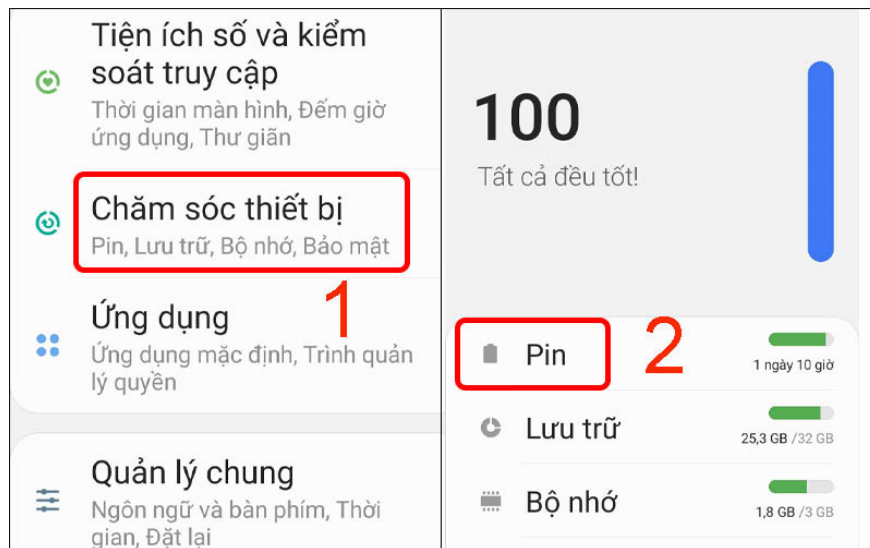 Tiện ích số và kiểm
soát truy cập
Thời gian màn hình, Đếm giờ
ứng dụng, Thư giãn
Chăm sóc thiết bị
Pin, Lưu trữ, Bộ nhớ, Bảo mật
1
Ứng dụng
Ứng dụng mặc định, Trình quản
lý quyền
Quản lý chung
Ngôn ngữ và bàn phím, Thời
gian, Đặt lại
100
Tất cả đều tốt!
Pin
2
1 ngày 10 giờ
Lưu trữ
25,3 GB /32 GB
Bộ nhớ
1,8 GB /3 GB